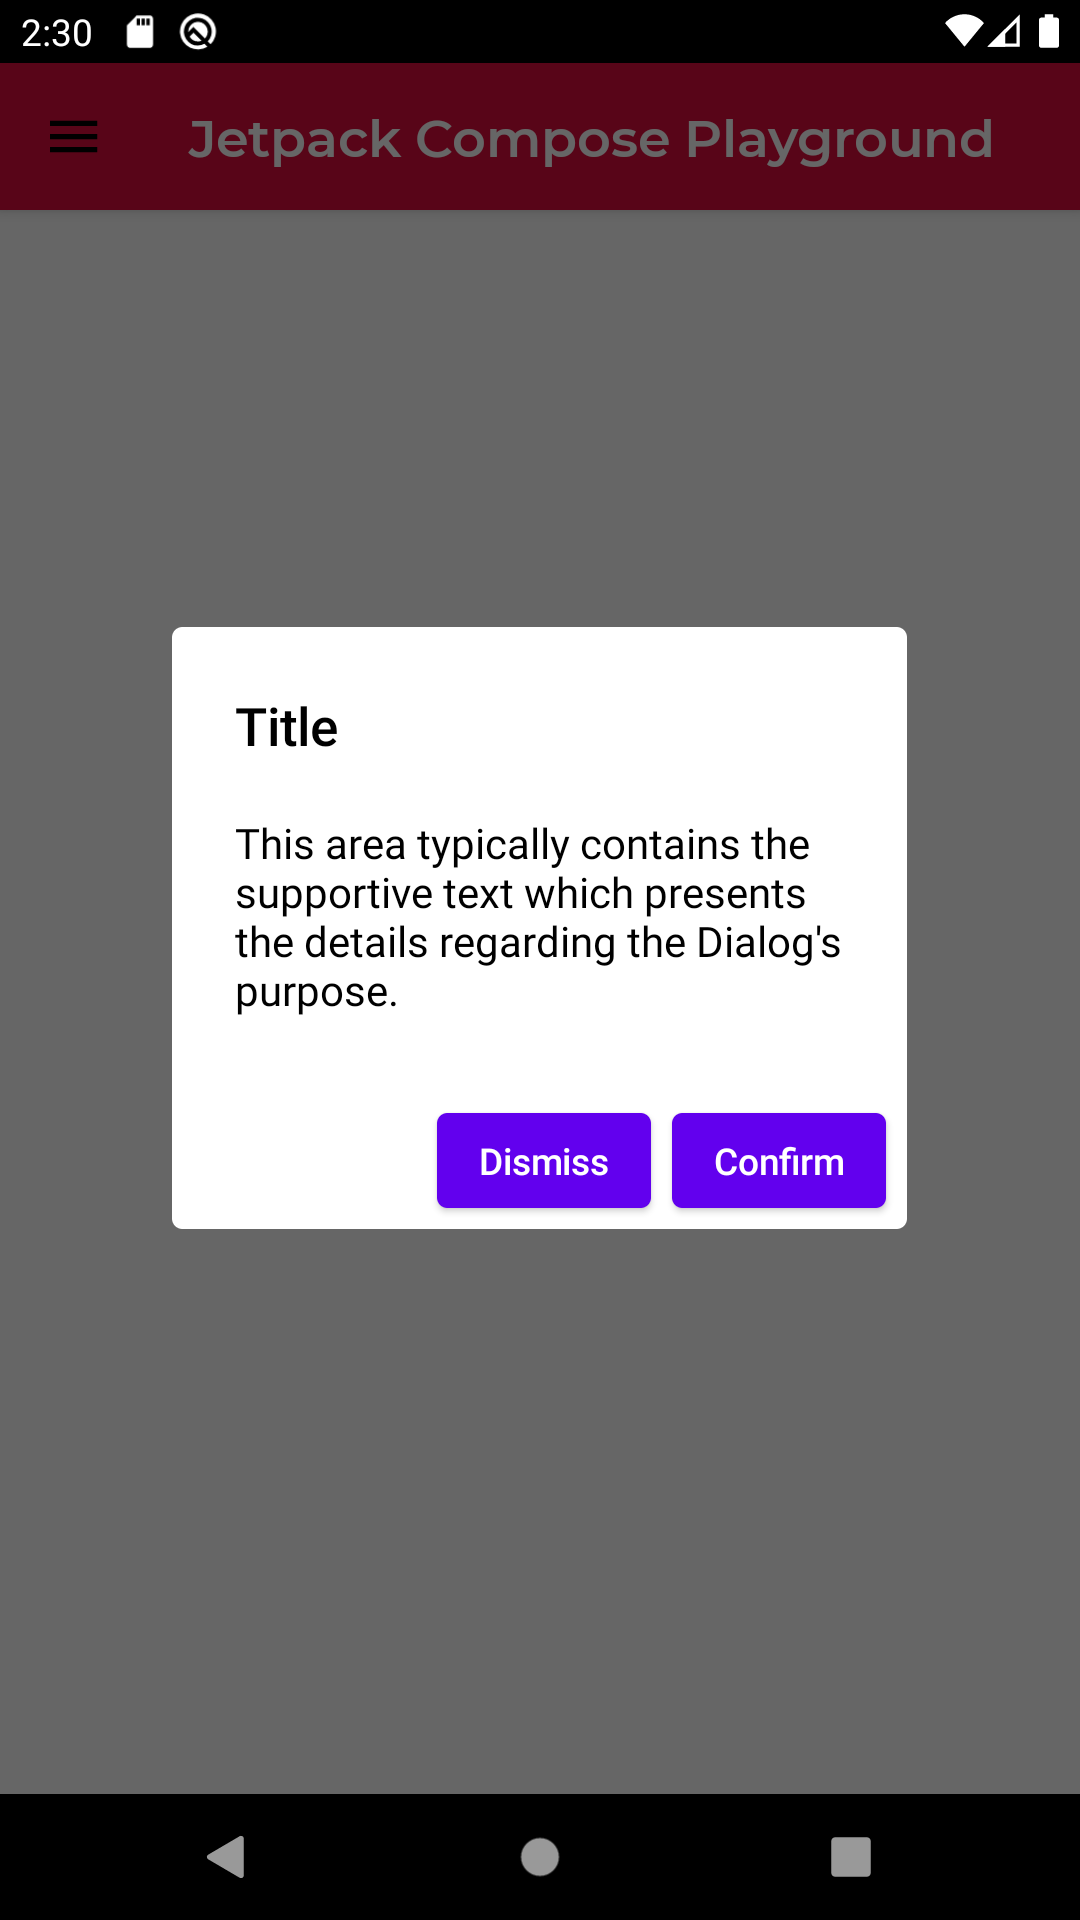 2:30
Jetpack Compose Playground
Title
This area typically contains the
supportive text which presents
the details regarding the Dialog's
purpose.
Dismiss
Confirm